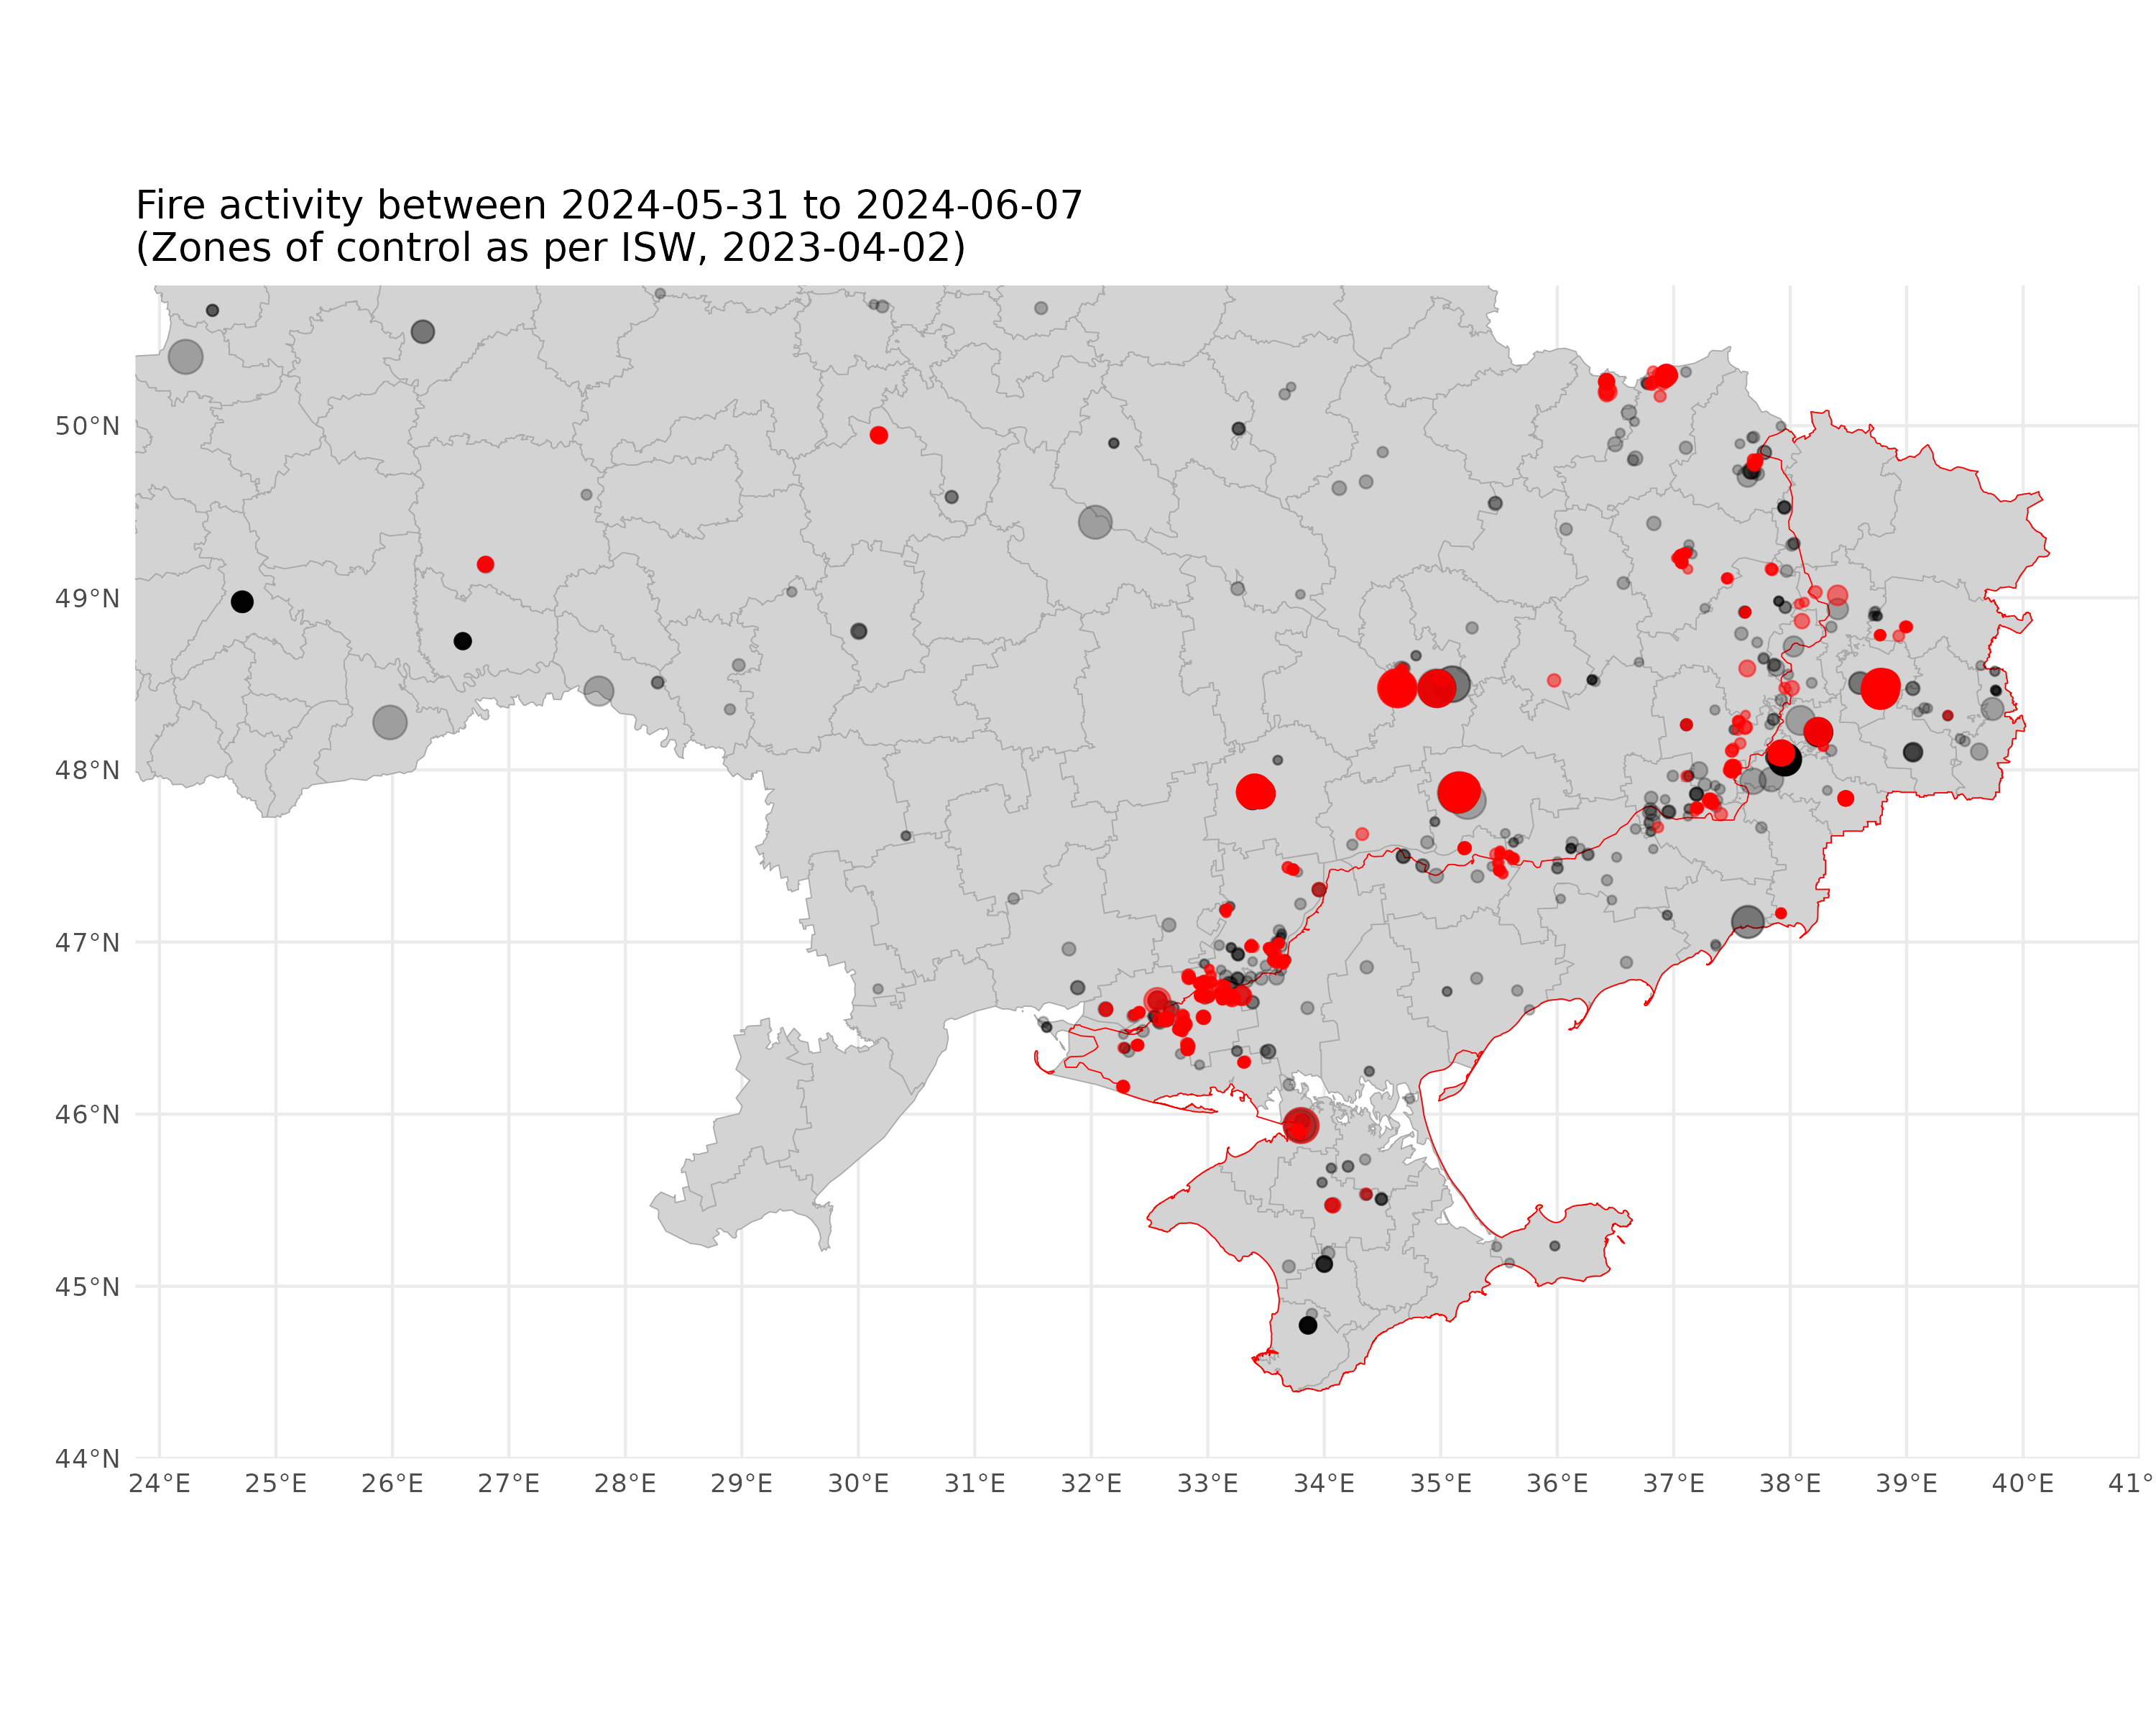 Fire activity between 2024-05-31 to 2024-06-07
(Zones of control as per ISW, 2023-04-02)
50°N
49°N
48°N
47°N
46°N
45°N
44°N
24°E 25°E 26°E 27°E 28°E 29°E 30°E 31°E 32°E 33°E 34°E 35°E 36°E 37°E 38°E 39°E 40°E 41°